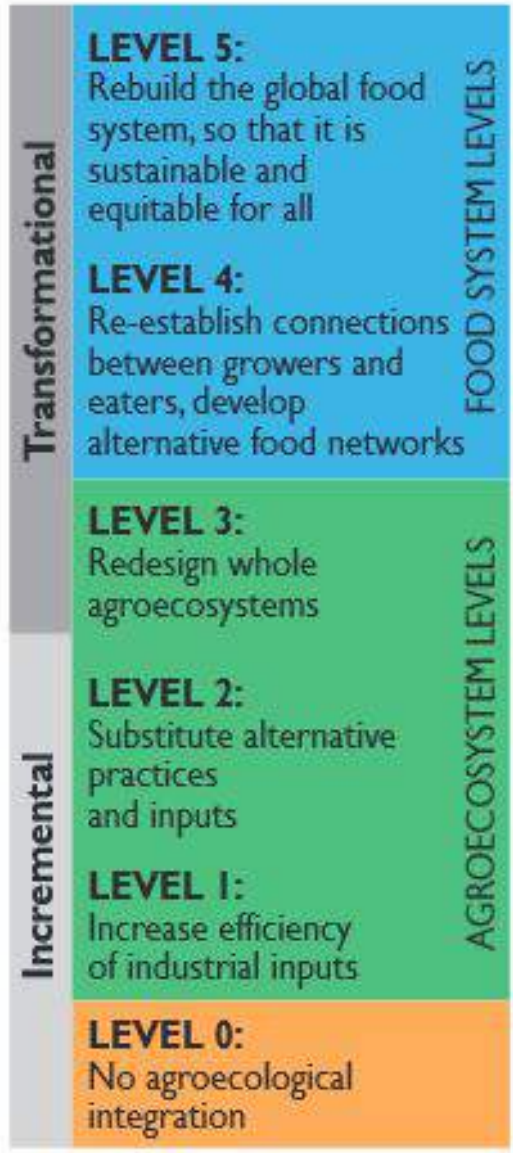 LEVEL 5:
Rebuild the global food
system, so that it is
sustainable and
equitable for all
LEVEL 4:
Re-establish connections
between growers and
eaters, develop
alternative food networks
FOOD SYSTEM LEVELS
LEVEL 3:
Redesign whole
agroecosystems
LEVEL 2:
Substitute alternative
practices
and inputs
LEVEL 1:
Increase efficiency
of industrial inputs
AGROECOSYSTEM LEVELS
LEVEL 0:
No agroecological
integration
Transformational
Incremental